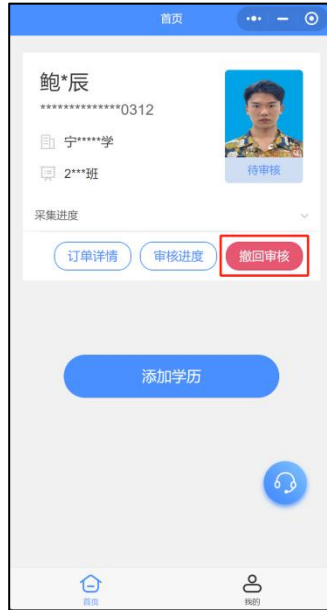 首页
鲍*辰
**************0312
宁*****学
2***班
待审核
采集进度
订单详情
审核进度
撤回审核
添加学历
首页
我的